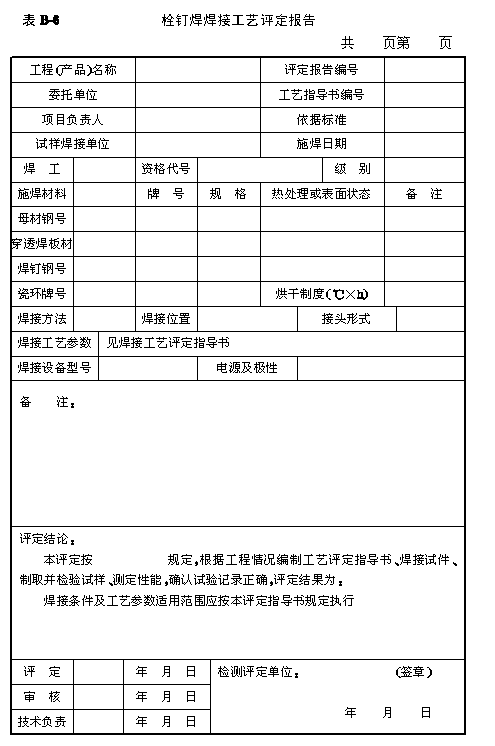 表 B-6 栓钉焊焊接工艺评定报告
共 页第 页
工程(产品)名称 评定报告编号
委托单位 工艺指导书编号
项目负责人 依据标准
试样焊接单位 施焊日期
焊 工 资格代号 级 别
施焊材料 牌 号 规 格 热处理或表面状态 备 注
母材钢号
穿透焊板材
焊钉钢号
瓷环牌号 烘干制度(℃×h)
焊接方法 焊接位置 接头形式
焊接工艺参数 见焊接工艺评定指导书
焊接设备型号 电源及极性
备 注:
评定结论:
本评定按 规定,根据工程情况编制工艺评定指导书、焊接试件、
制取并检验试样、测定性能,确认试验记录正确,评定结果为:
焊接条件及工艺参数适用范围应按本评定指导书规定执行
评 定 年 月 日 检测评定单位: (签章)
审 核 年 月 日
技术负责 年 月 日 年 月 日